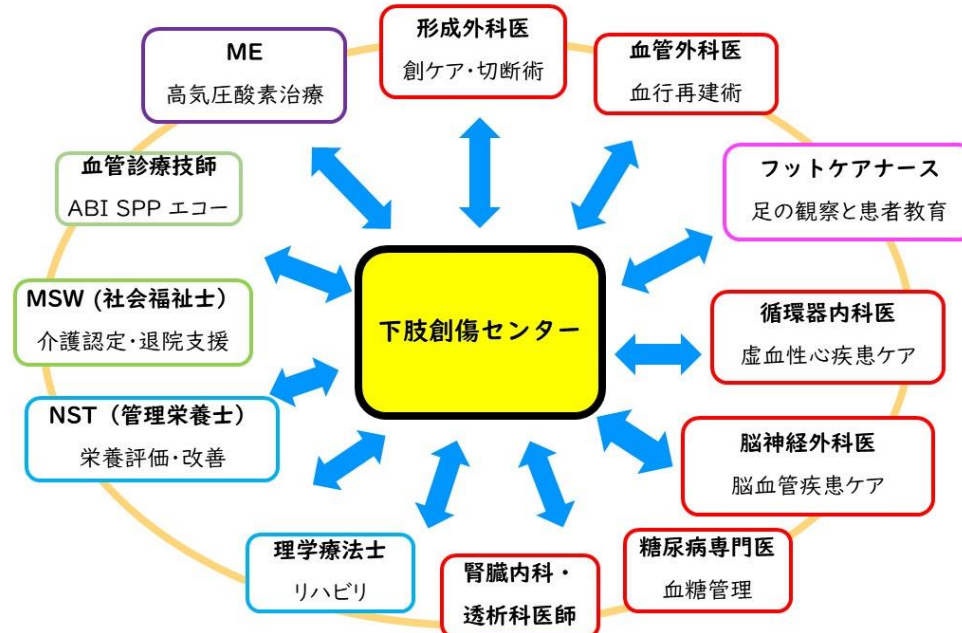 形成外科医
創ケア・切断術
血管外科医
血行再建術
フットケアナース
足の観察と患者教育
循環器内科医
虚血性心疾患ケア
脳神経外科医
脳血管疾患ケア
糖尿病専門医
血糖管理
腎臓内科・
透析科医師
理学療法士
リハビリ
NST（管理栄養士）
栄養評価・改善
MSW (社会福祉士）
介護認定・退院支援
血管診療技師
ABI SPP エコー
ME
高気圧酸素治療
下肢創傷センター